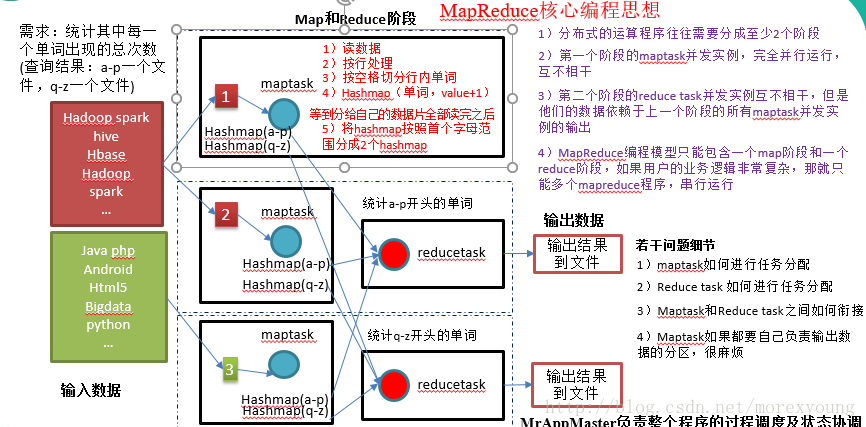 Map和Reduce阶段
MapReduce核心编程思想
需求：统计其中每一
个单词出现的总次数
(查询结果：a-p一个文
件，q-z一个文件)
Hadoop spark
hive
Hbase
Hadoop
spark
...
Java php
Android
Html5
Bigdata
python
...
输入数据
1
maptask
Hashmap(a-p)
Hashmap(q-z)
1）读数据
2）按行处理
3）按空格切分行内单词
4）Hashmap（单词，value+1）
等到分给自己的数据片全部读完之后
5）将hashmap按照首个字母范
围分成2个hashmap
2
maptask
Hashmap(a-p)
Hashmap(q-z)
3
maptask
Hashmap(a-p)
Hashmap(q-z)
统计a-p开头的单词
reducetask
统计q-z开头的单词
reducetask
输出数据
输出结果
到文件
输出结果
到文件
1）分布式的运算程序往往需要分成至少2个阶段
2）第一个阶段的maptask并发实例，完全并行运行，
互不相干
3）第二个阶段的reduce task并发实例互不相干，但是
他们的数据依赖于上一个阶段的所有maptask并发实
例的输出
4）MapReduce编程模型只能包含一个map阶段和一个
reduce阶段，如果用户的业务逻辑非常复杂，那就只
能多个mapreduce程序，串行运行
若干问题细节
1）maptask如何进行任务分配
2）Reduce task 如何进行任务分配
3）Maptask和Reduce task之间如何衔接
4）Maptask如果都要自己负责输出数
据的分区，很麻烦
http://blog.csdn.net/morexyoung
MrAppMaster负责整个程序的过程调度及状态协调